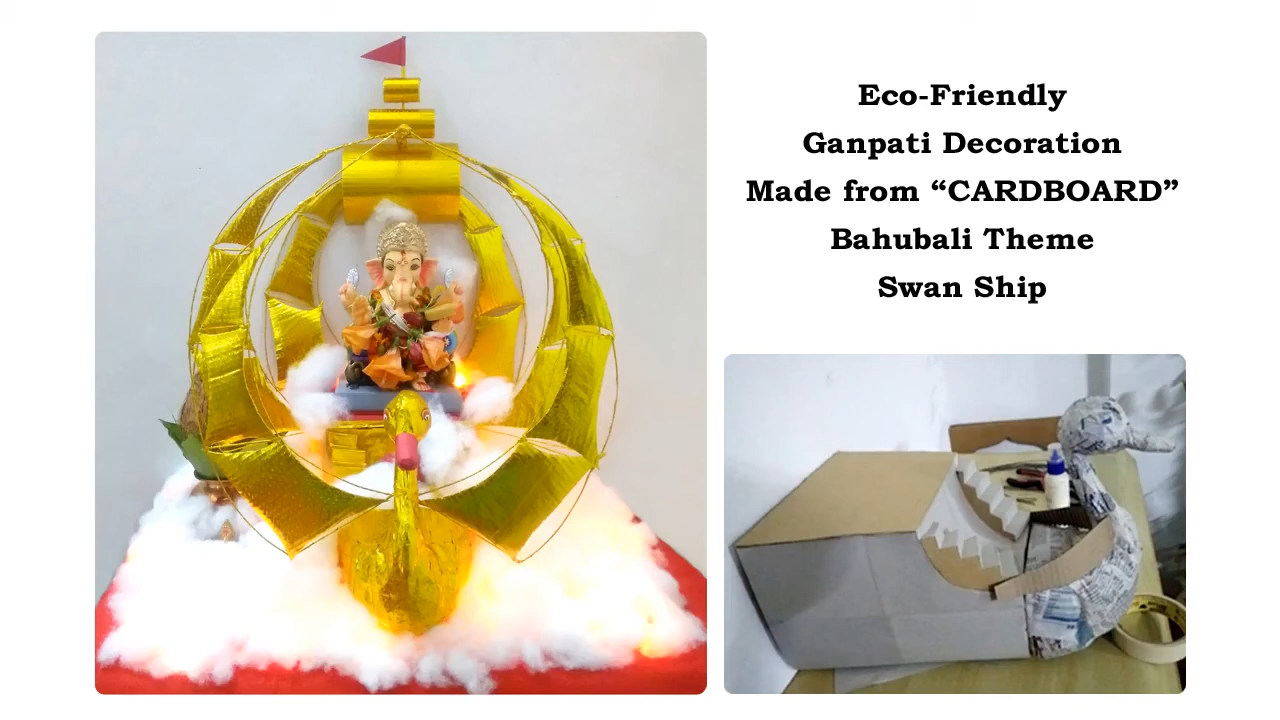 Eco-Friendly
Ganpati Decoration
Made from “CARDBOARD”
Bahubali Theme
Swan Ship